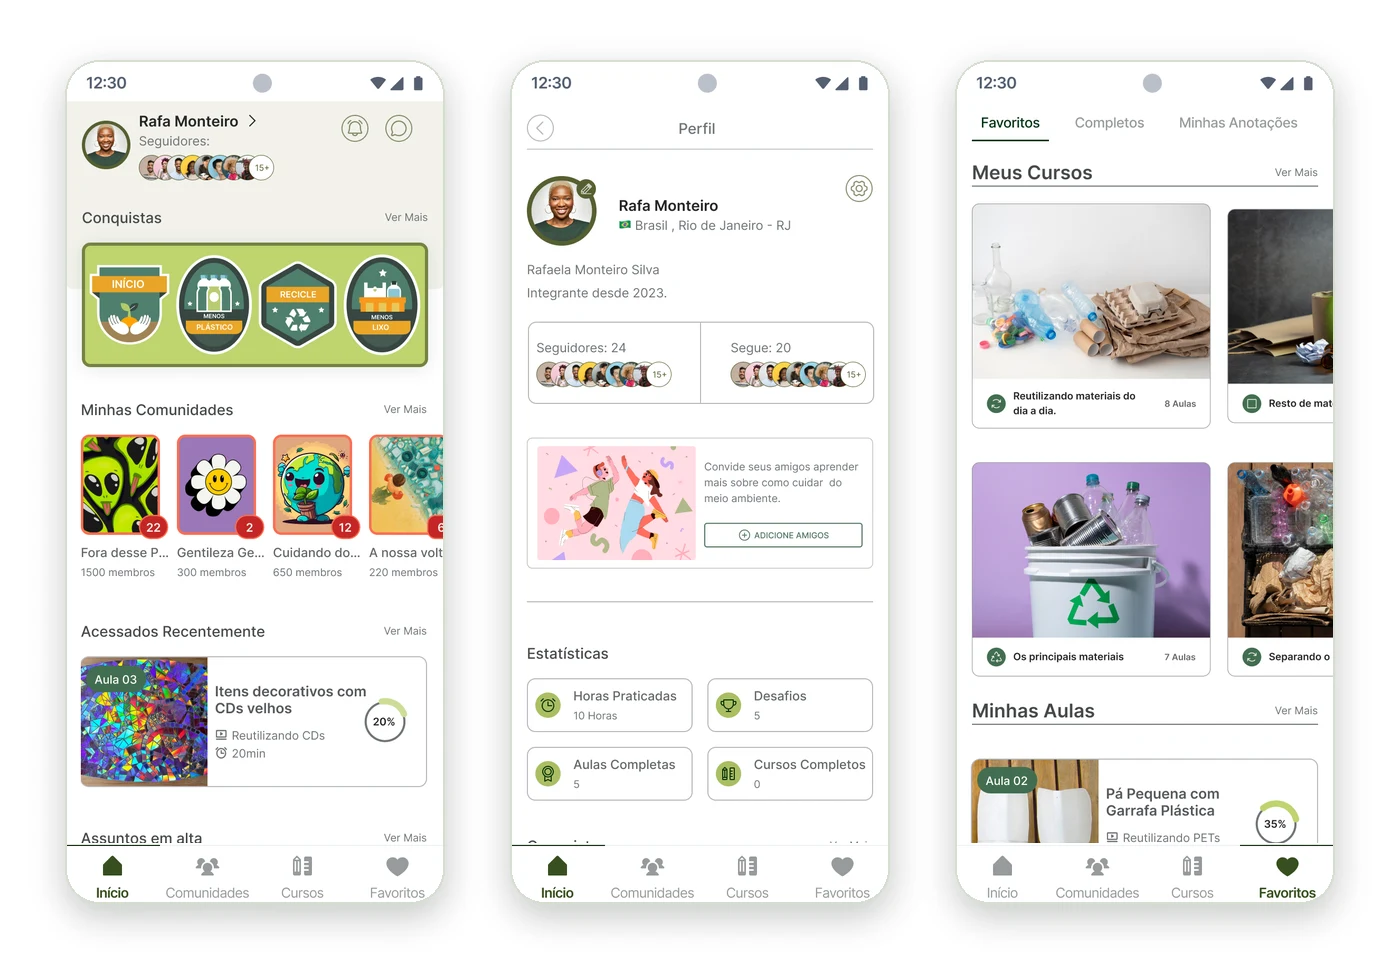 12:30
Rafa Monteiro
Seguidores:
15+
Conquistas
Ver Mais
INÍCIO
MENOS
PLÁSTICO
RECICLE
MENOS
LIXO
Minhas Comunidades
Ver Mais
22
2
12
6
Fora desse P...
Gentileza Ge...
Cuidando do...
A nossa volt
1500 membros
300 membros
650 membros
220 membros
Acessados Recentemente
Ver Mais
Aula 03
Itens decorativos com
CDs velhos
20%
Reutilizando CDs
20min
Assuntos em alta
Ver Mais
Início
Comunidades
Cursos
Favoritos
12:30
Perfil
Rafa Monteiro
Brasil , Rio de Janeiro - RJ
Rafaela Monteiro Silva
Integrante desde 2023.
Seguidores: 24
15+
Segue: 20
15+
Convide seus amigos aprender
mais sobre como cuidar do
meio ambiente.
ADICIONE AMIGOS
Estatísticas
Horas Praticadas
10 Horas
Desafios
5
Aulas Completas
5
Cursos Completos
0
Início
Comunidades
Cursos
Favoritos
12:30
Favoritos
Completos
Minhas Anotações
Meus Cursos
Ver Mais
Reutilizando materiais do
dia a dia.
8 Aulas
Resto de mat
Os principais materiais
7 Aulas
Separando o
Minhas Aulas
Ver Mais
Aula 02
Pá Pequena com
Garrafa Plástica
35%
Reutilizando PETs
Início
Comunidades
Cursos
Favoritos